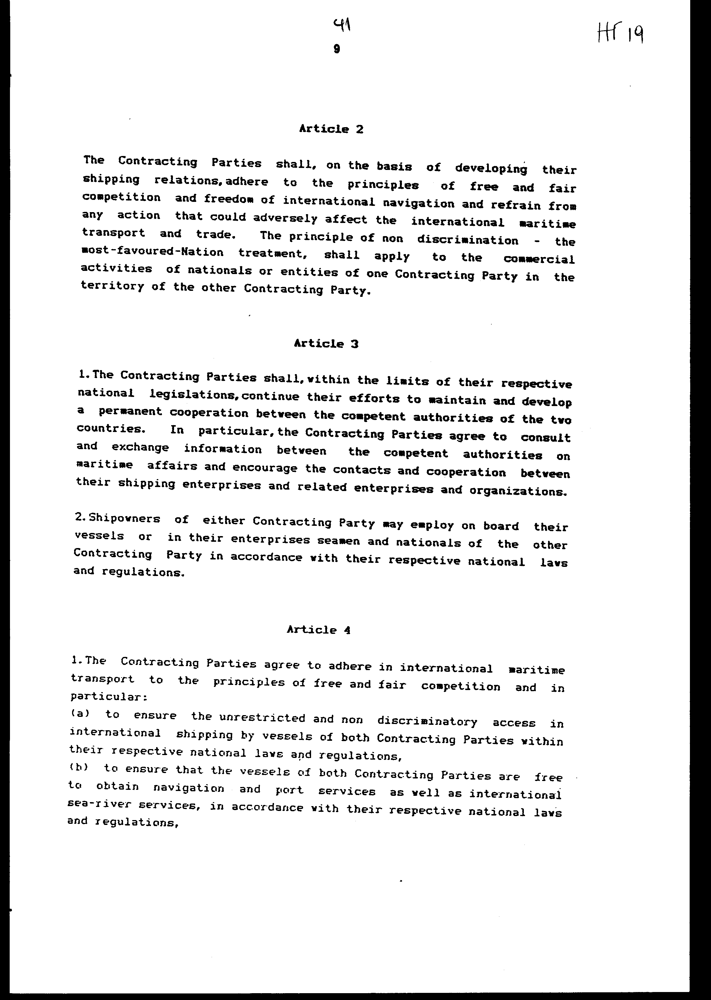 41
9
Article 2
The Contracting Parties shall, on the basis of developing their
shipping relations, adhere to the principles of free and fair
competition and freedom of international navigation and refrain from
any action that could adversely affect the international maritime
transport and trade. The principle of non discrimination - the
most-favoured-Nation treatment, shall apply to the commercial
activities of nationals or entities of one Contracting Party in the
territory of the other Contracting Party.
Article 3
1. The Contracting Parties shall, within the limits of their respective
national legislations, continue their efforts to maintain and develop
a permanent cooperation between the competent authorities of the two
countries. In particular, the Contracting Parties agree to consult
and exchange information between the competent authorities on
maritime affairs and encourage the contacts and cooperation between
their shipping enterprises and related enterprises and organizations.
2. Shipowners of either Contracting Party may employ on board their
vessels or in their enterprises seamen and nationals of the other
Contracting Party in accordance with their respective national laws
and regulations.
Article 4
1. The Contracting Parties agree to adhere in international maritime
transport to the principles of free and fair competition and in
particular:
(a) to ensure the unrestricted and non discriminatory access in
international shipping by vessels of both Contracting Parties within
their respective national laws and regulations,
(b) to ensure that the vessels of both Contracting Parties are free
to obtain navigation and port services as well as international
sea-river services, in accordance with their respective national laws
and regulations,